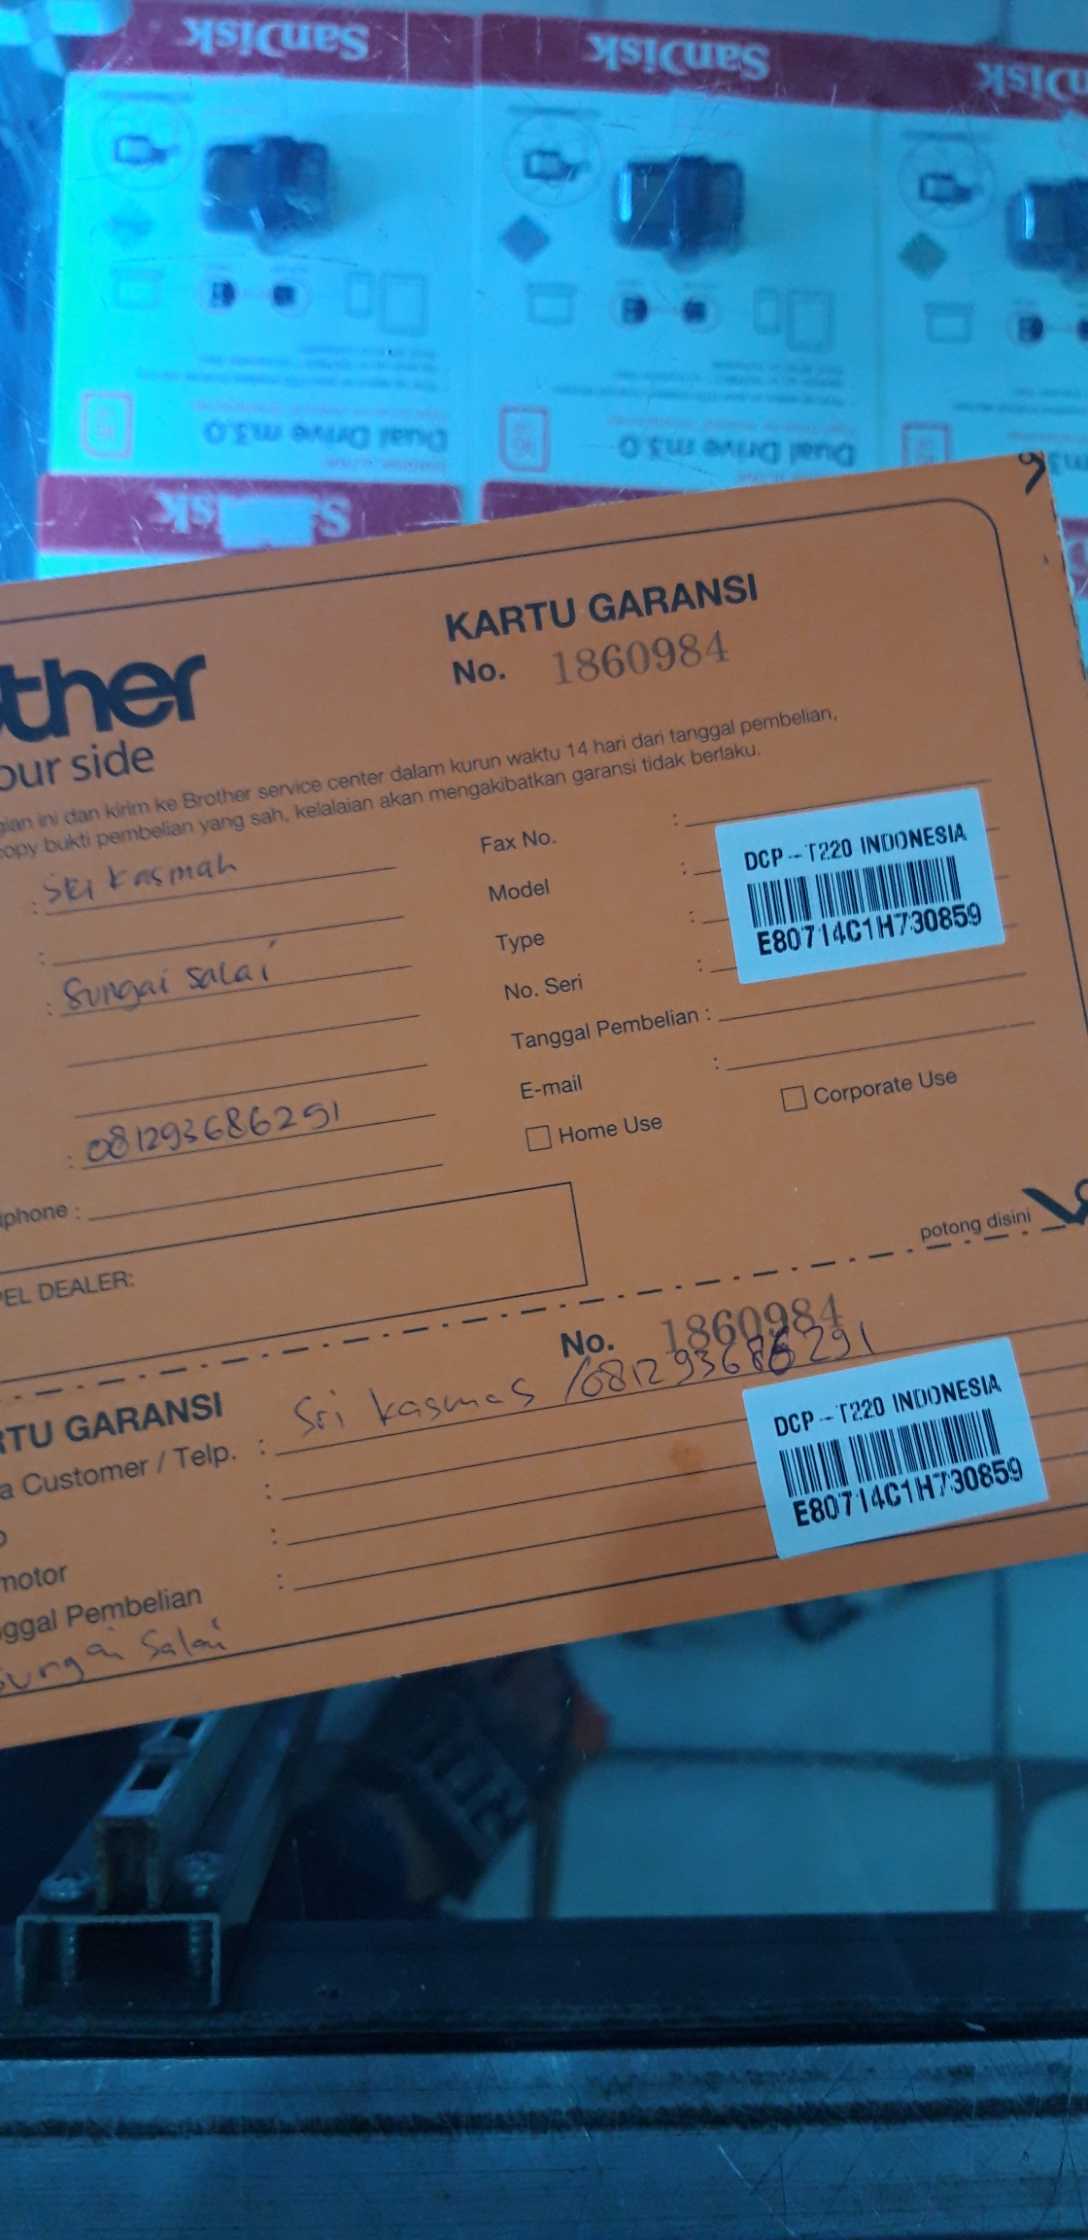 SanDisk SanDisk
Dual Drive m3.0 Dual Drive m3.0
KARTU GARANSI
No. 1860984
ther
our side
gian ini dan kirim ke Brother service center dalam kurun waktu 14 hari dari tanggal pembelian,
copy bukti pembelian yang sah, kelalaian akan mengakibatkan garansi tidak berlaku.
: Sri Kasmah
:
: Sungai Salai
: 081293686291
phone :
PEL DEALER:
Fax No. :
Model :
Type :
No. Seri :
DCP-T220 INDONESIA
E80714C1H730859
Tanggal Pembelian :
E-mail :
Home Use Corporate Use
potong disini
No. 1860984
RTU GARANSI
a Customer / Telp. : Sri kasmas /081293686291
:
motor :
ggal Pembelian :
Sungai Salai
DCP-T220 INDONESIA
E80714C1H730859